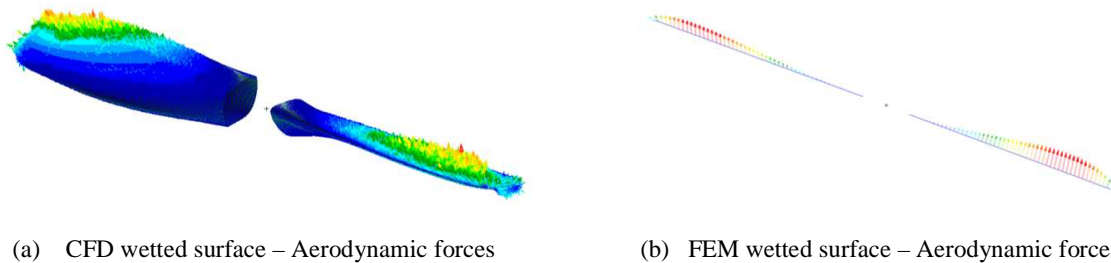 (a) CFD wetted surface – Aerodynamic forces
(b) FEM wetted surface – Aerodynamic force